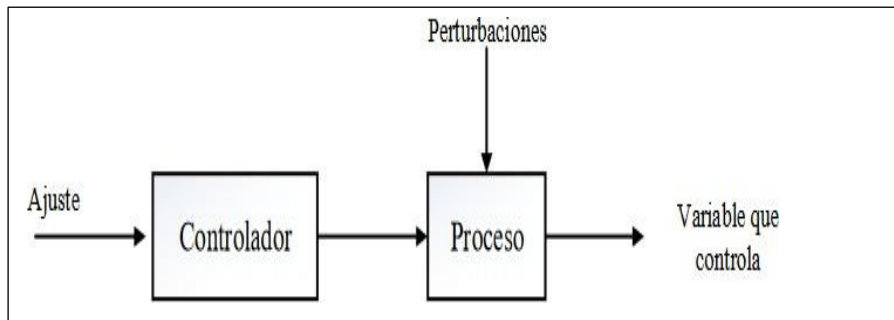 Perturbaciones
Ajuste
Controlador
Proceso
Variable que
controla